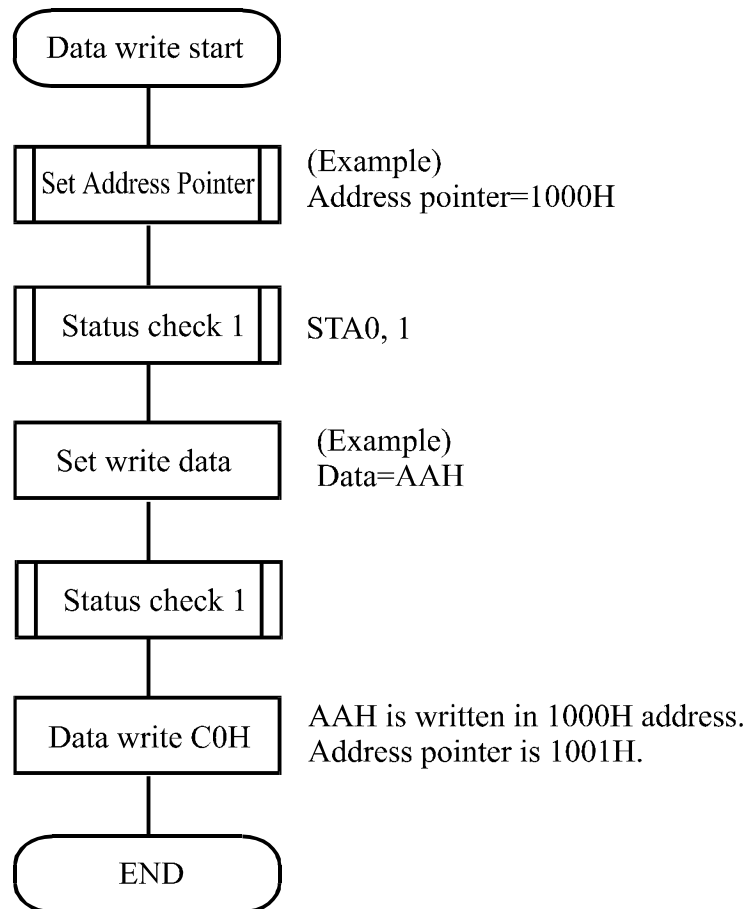 Data write start
Set Address Pointer
(Example)
Address pointer=1000H
Status check 1
STA0, 1
Set write data
(Example)
Data=AAH
Status check 1
Data write C0H
AAH is written in 1000H address.
Address pointer is 1001H.
END